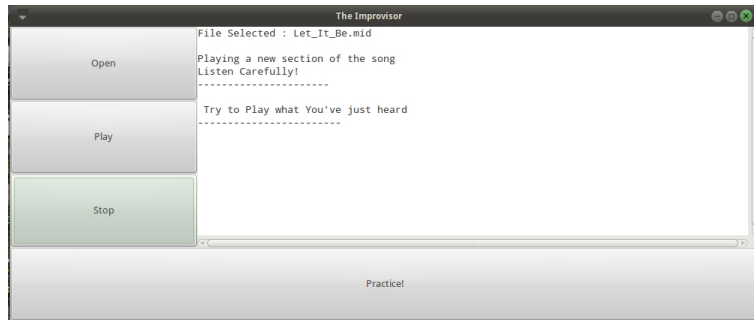 The Improvisor
Open
Play
Stop
File Selected : Let_It_Be.mid
Playing a new section of the song
Listen Carefully!
----------------------
Try to Play what You've just heard
------------------------
Practice!